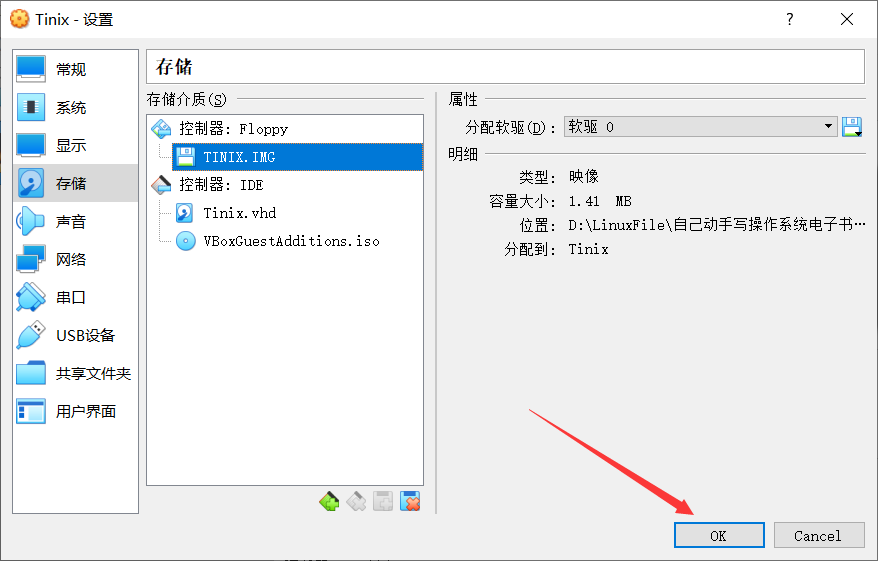 Tinix - 设置
?
常规
系统
显示
存储
声音
网络
串口
USB设备
共享文件夹
用户界面
存储
存储介质(S)
控制器: Floppy
TINIX.IMG
控制器: IDE
Tinix.vhd
VBoxGuestAdditions.iso
属性
分配软驱(D): 软驱 0
明细
类型: 映像
容量大小: 1.41 MB
位置: D:\LinuxFile\自己动手写操作系统电子书…
分配到: Tinix
OK
Cancel